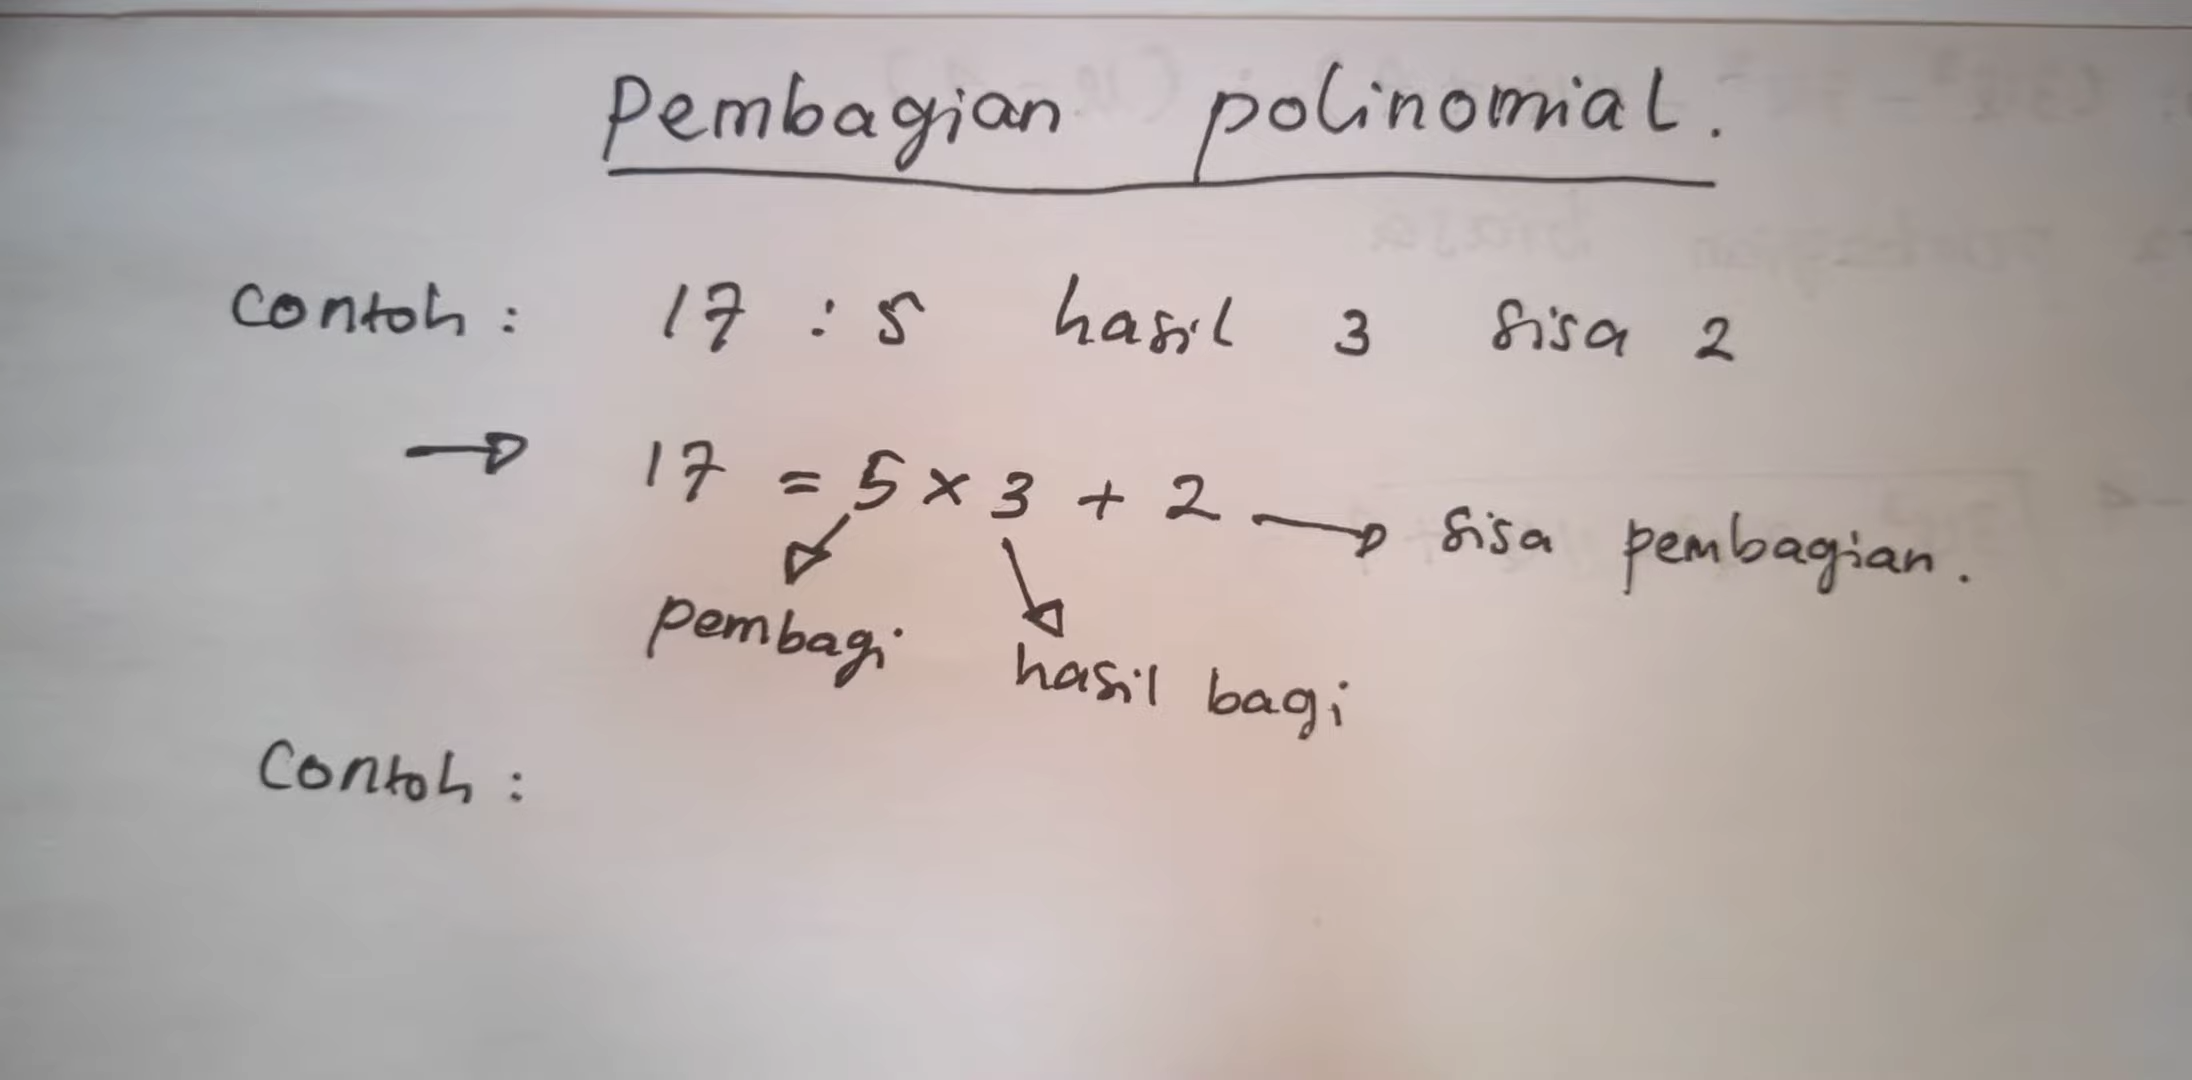 Pembagian polinomial.
Contoh : 17 : 5 hasil 3 sisa 2
→ 17 = 5 × 3 + 2 → sisa pembagian.
pembagi hasil bagi
Contoh :